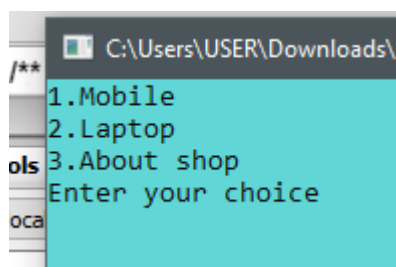 C:\Users\USER\Downloads\
/**
1.Mobile
2.Laptop
3.About shop
ols
Enter your choice
oca